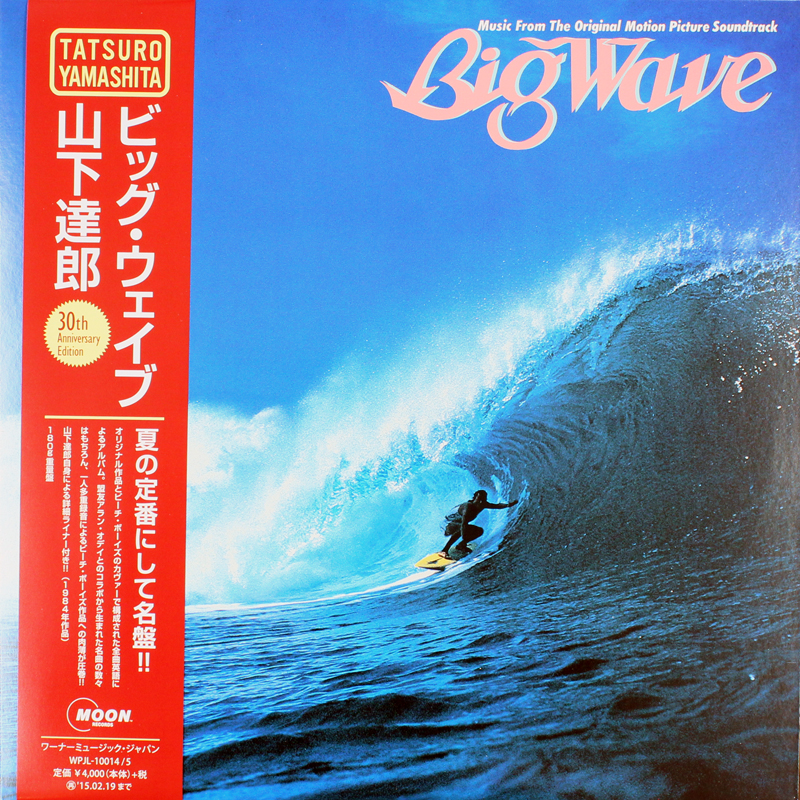 Music From The Original Motion Picture Soundtrack
Big Wave
TATSURO
YAMASHITA
ビッグ・ウェイブ
山下達郎
30th
Anniversary
Edition
夏の定番にして名盤!!
オリジナル作品とビーチ・ボーイズのカヴァーで構成された全曲英語に
よるアルバム。盟友アラン・オデイとのコラボから生まれた名曲の数々
はもちろん、一人多重録音によるビーチ・ボーイズ作品への肉薄が圧巻!!
山下達郎自身による詳細ライナー付き!!(1984年作品)
180g重量盤
MOON
RECORDS
ワーナーミュージック・ジャパン
WPJL-10014/5
定価 ¥4,000(本体)+税
Ⓡ'15.02.19まで